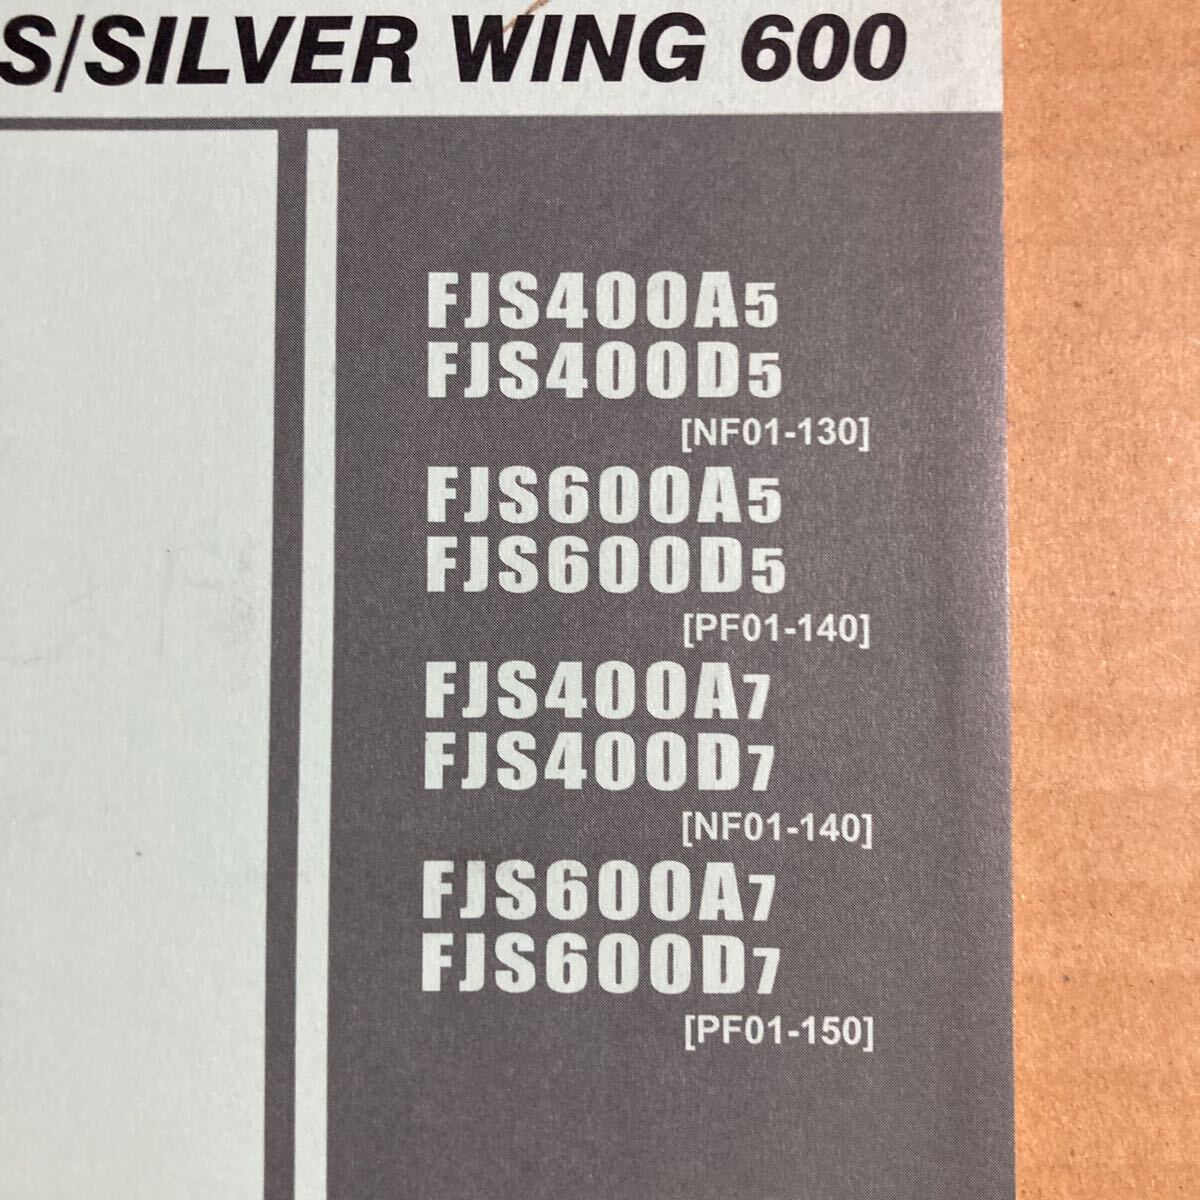 S/SILVER WING 600
FJS400A5
FJS400D5
[NF01-130]
FJS600A5
FJS600D5
[PF01-140]
FJS400A7
FJS400D7
[NF01-140]
FJS600A7
FJS600D7
[PF01-150]